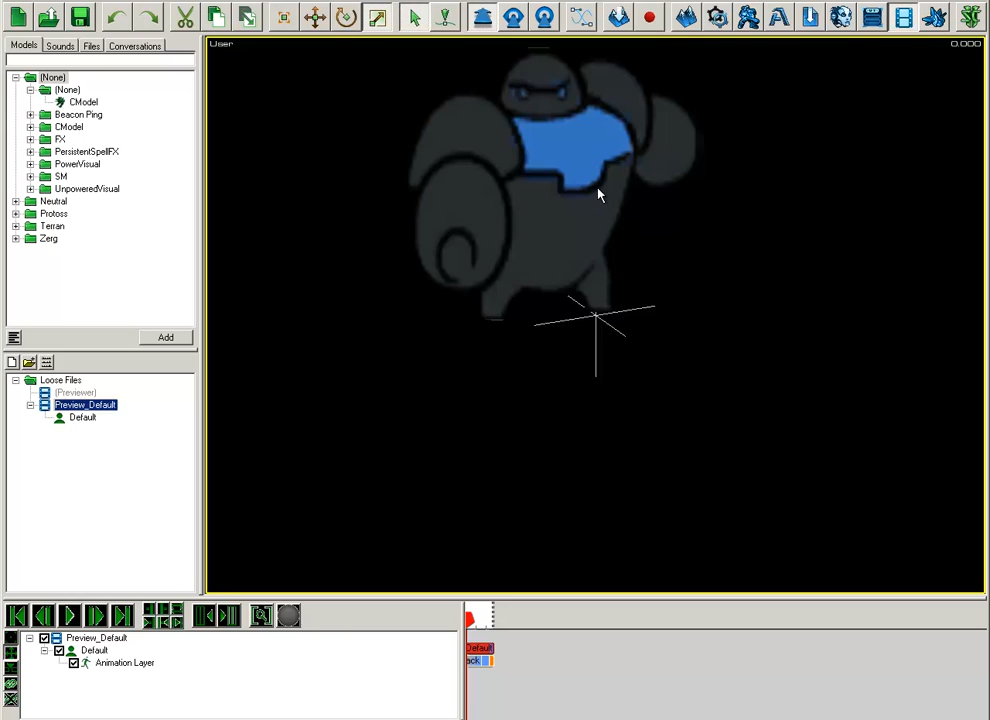 Models Sounds Files Conversations
User
0.000
(None)
(None)
CModel
Beacon Ping
CModel
FX
PersistentSpellFX
PowerVisual
SM
UnpoweredVisual
Neutral
Protoss
Terran
Zerg
Add
Loose Files
(Previewer)
Preview_Default
Default
Preview_Default
Default
Default
ack
Animation Layer